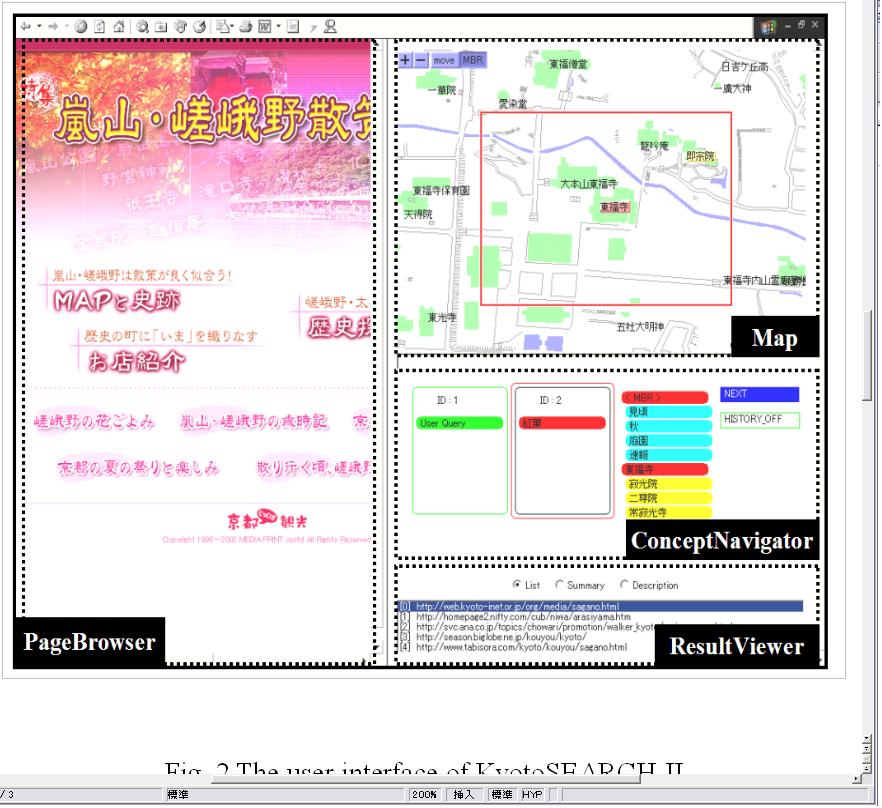 特集
嵐山・嵯峨野散
嵐山・嵯峨野は散策が良く似合う!
MAPと史跡
嵯峨野・太
歴史探
歴史の町に「いま」を織りなす
お店紹介
嵯峨野の花ごよみ 嵐山・嵯峨野の歳時記 京
京都の夏の祭りと楽しみ 散り行く頃、嵯峨野
京都 観光
Copyright 1996~2002 MEDIA PRINT co.ltd All Rights Reserved
PageBrowser
+ − move MBR
東福僧堂
日吉ケ丘高
一華院
廣大神
愛染堂
龍吟庵
即宗院
大本山東福寺
東福寺保育園
東福寺
天得院
東福寺内山霊
東光寺
五社大明神
Map
ID : 1 ID : 2
User Query 紅葉
< MBR >
見頃
秋
庭園
速報
東福寺
寂光院
二尊院
常寂光寺
NEXT
HISTORY_OFF
ConceptNavigator
List Summary Description
[0] http://web.kyoto-inet.or.jp/org/media/sagano.html
[1] http://homepage2.nifty.com/cub/niwa/arasiyama.htm
[2] http://svc.ana.co.jp/topics/chowari/promotion/walker_kyoto
[3] http://season.biglobe.ne.jp/kouyou/kyoto/
[4] http://www.tabisora.com/kyoto/kouyou/sagano.html
ResultViewer
Fig. 2 The user interface of KyotoSEARCH II
/ 3 標準 200% 挿入 標準 HYP